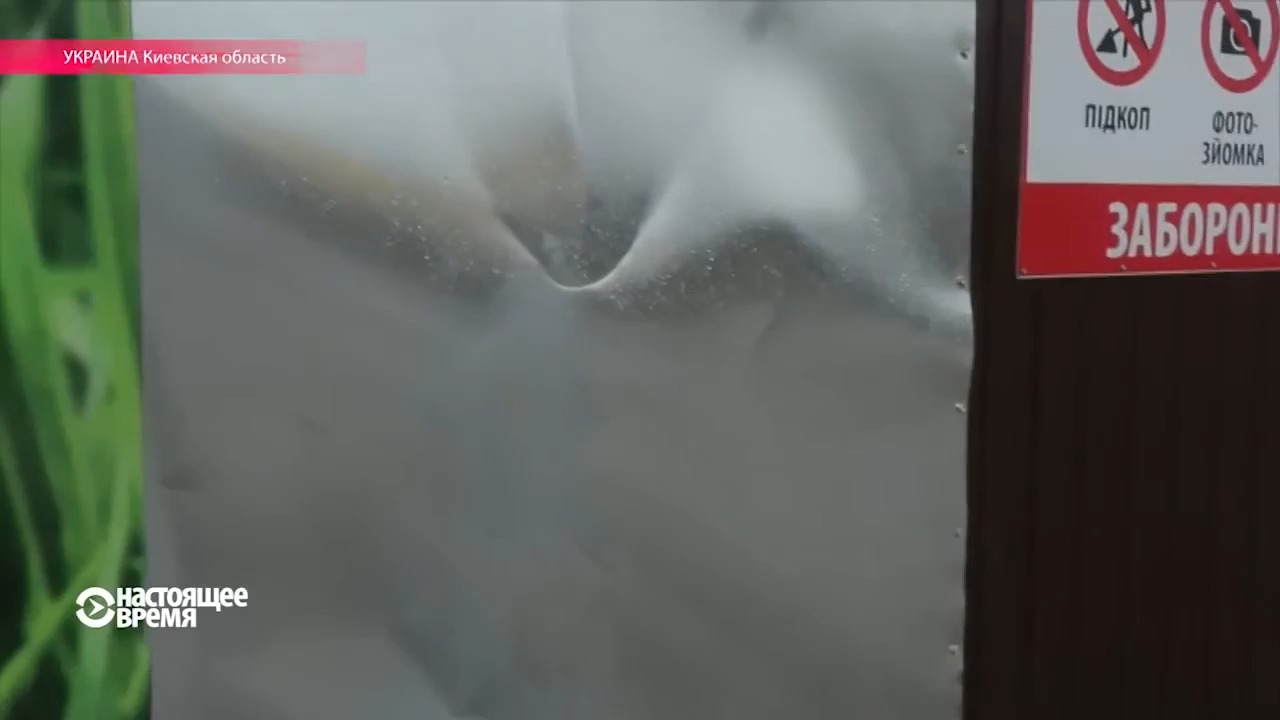 УКРАИНА Киевская область
ПІДКОП
ФОТО-
ЗЙОМКА
ЗАБОРОН
НАСТОЯЩЕЕ
ВРЕМЯ